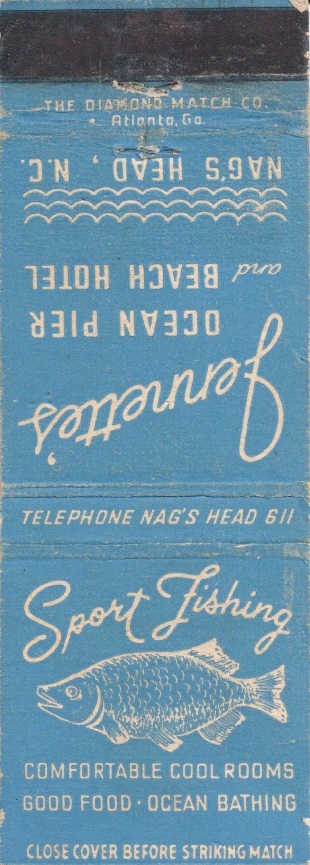 THE DIAMOND MATCH CO.
Atlanta, Ga.
Jennette's
OCEAN PIER
and BEACH HOTEL
NAG'S HEAD, N.C.
TELEPHONE NAG'S HEAD 611
Sport Fishing
COMFORTABLE COOL ROOMS
GOOD FOOD · OCEAN BATHING
CLOSE COVER BEFORE STRIKING MATCH